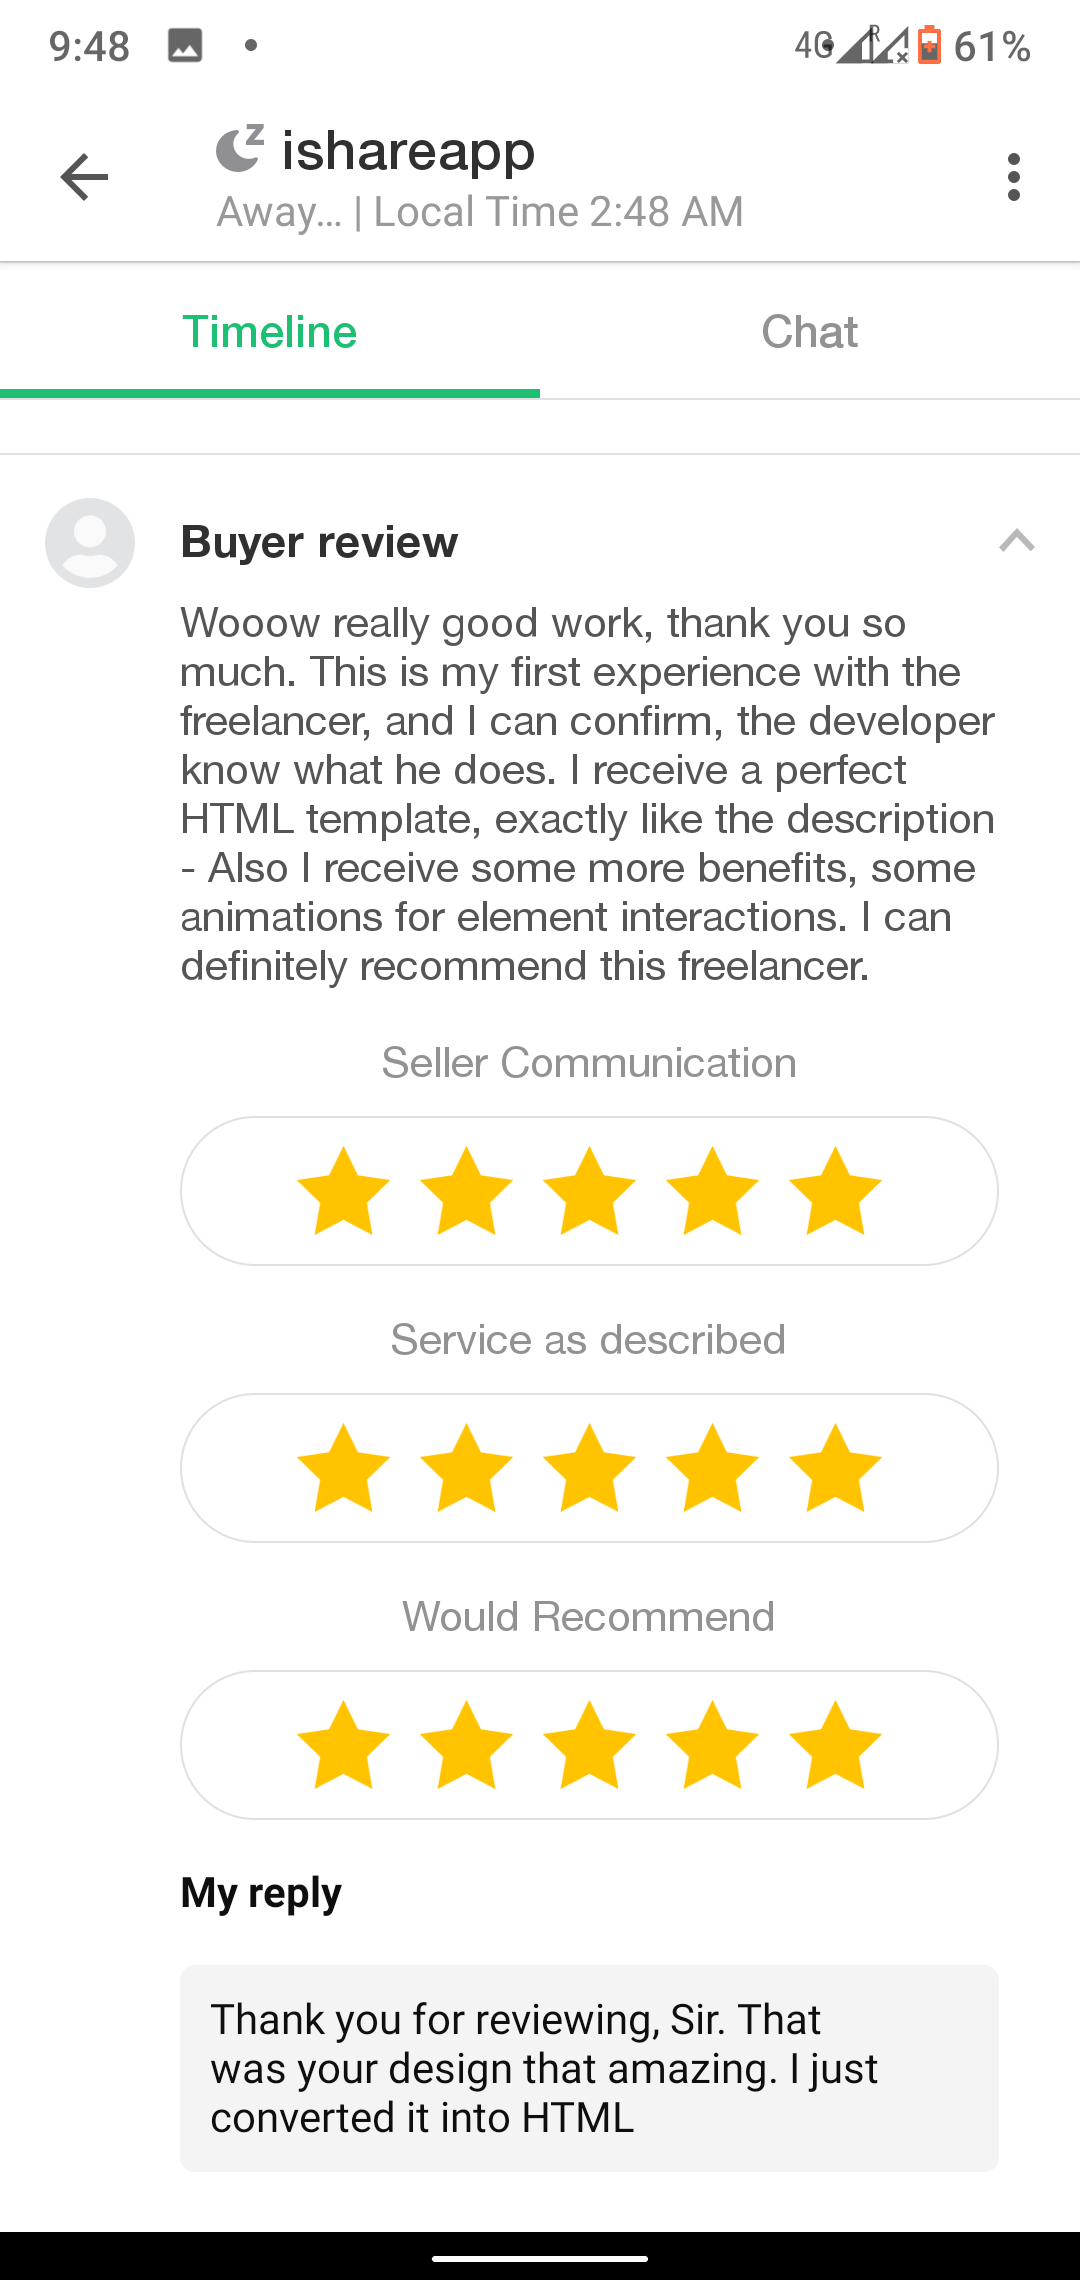 9:48 4G R 61%
ishareapp
Away... | Local Time 2:48 AM
Timeline Chat
Buyer review
Wooow really good work, thank you so
much. This is my first experience with the
freelancer, and I can confirm, the developer
know what he does. I receive a perfect
HTML template, exactly like the description
- Also I receive some more benefits, some
animations for element interactions. I can
definitely recommend this freelancer.
Seller Communication
Service as described
Would Recommend
My reply
Thank you for reviewing, Sir. That
was your design that amazing. I just
converted it into HTML